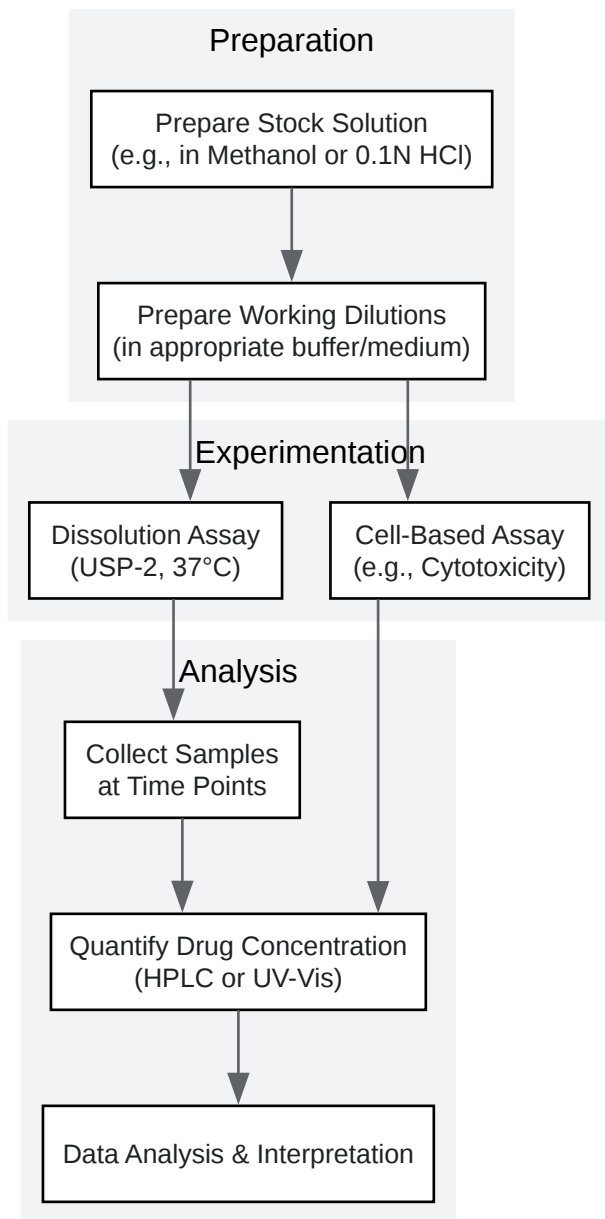 Preparation
Prepare Stock Solution
(e.g., in Methanol or 0.1N HCl)
Prepare Working Dilutions
(in appropriate buffer/medium)
Experimentation
Dissolution Assay
(USP-2, 37°C)
Cell-Based Assay
(e.g., Cytotoxicity)
Analysis
Collect Samples
at Time Points
Quantify Drug Concentration
(HPLC or UV-Vis)
Data Analysis & Interpretation